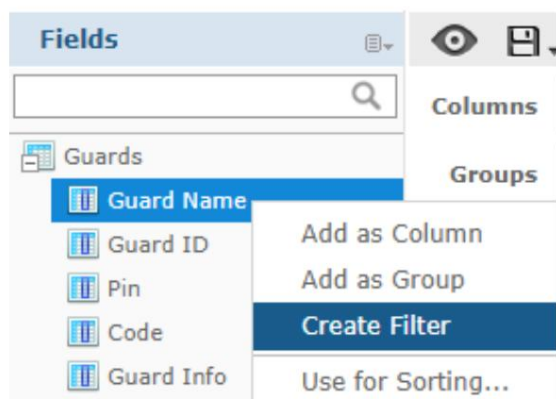 Fields
Columns
Guards
Groups
Guard Name
Guard ID
Add as Column
Pin
Add as Group
Code
Create Filter
Guard Info
Use for Sorting...